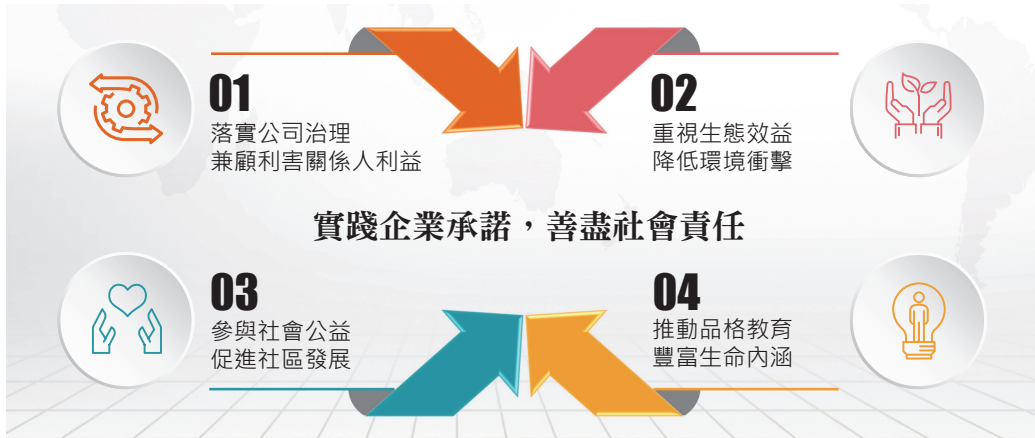 01
落實公司治理
兼顧利害關係人利益
02
重視生態效益
降低環境衝擊
實踐企業承諾，善盡社會責任
03
參與社會公益
促進社區發展
04
推動品格教育
豐富生命內涵